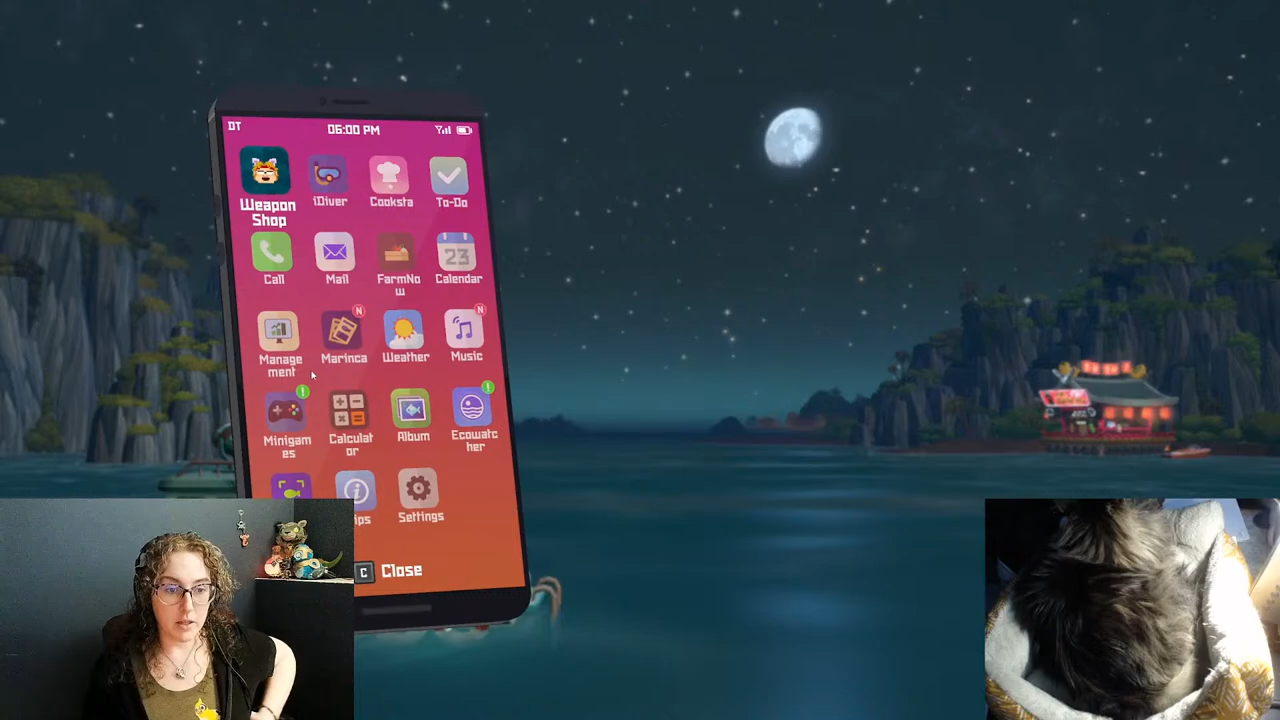 DT
06:00 PM
Weapon
Shop
iDiver
Cooksta
To-Do
Call
Mail
FarmNo
w
23
Calendar
Manage
ment
N
Marinca
Weather
N
Music
!
Minigam
es
Calculat
or
Album
!
Ecowatc
her
ips
Settings
C
Close